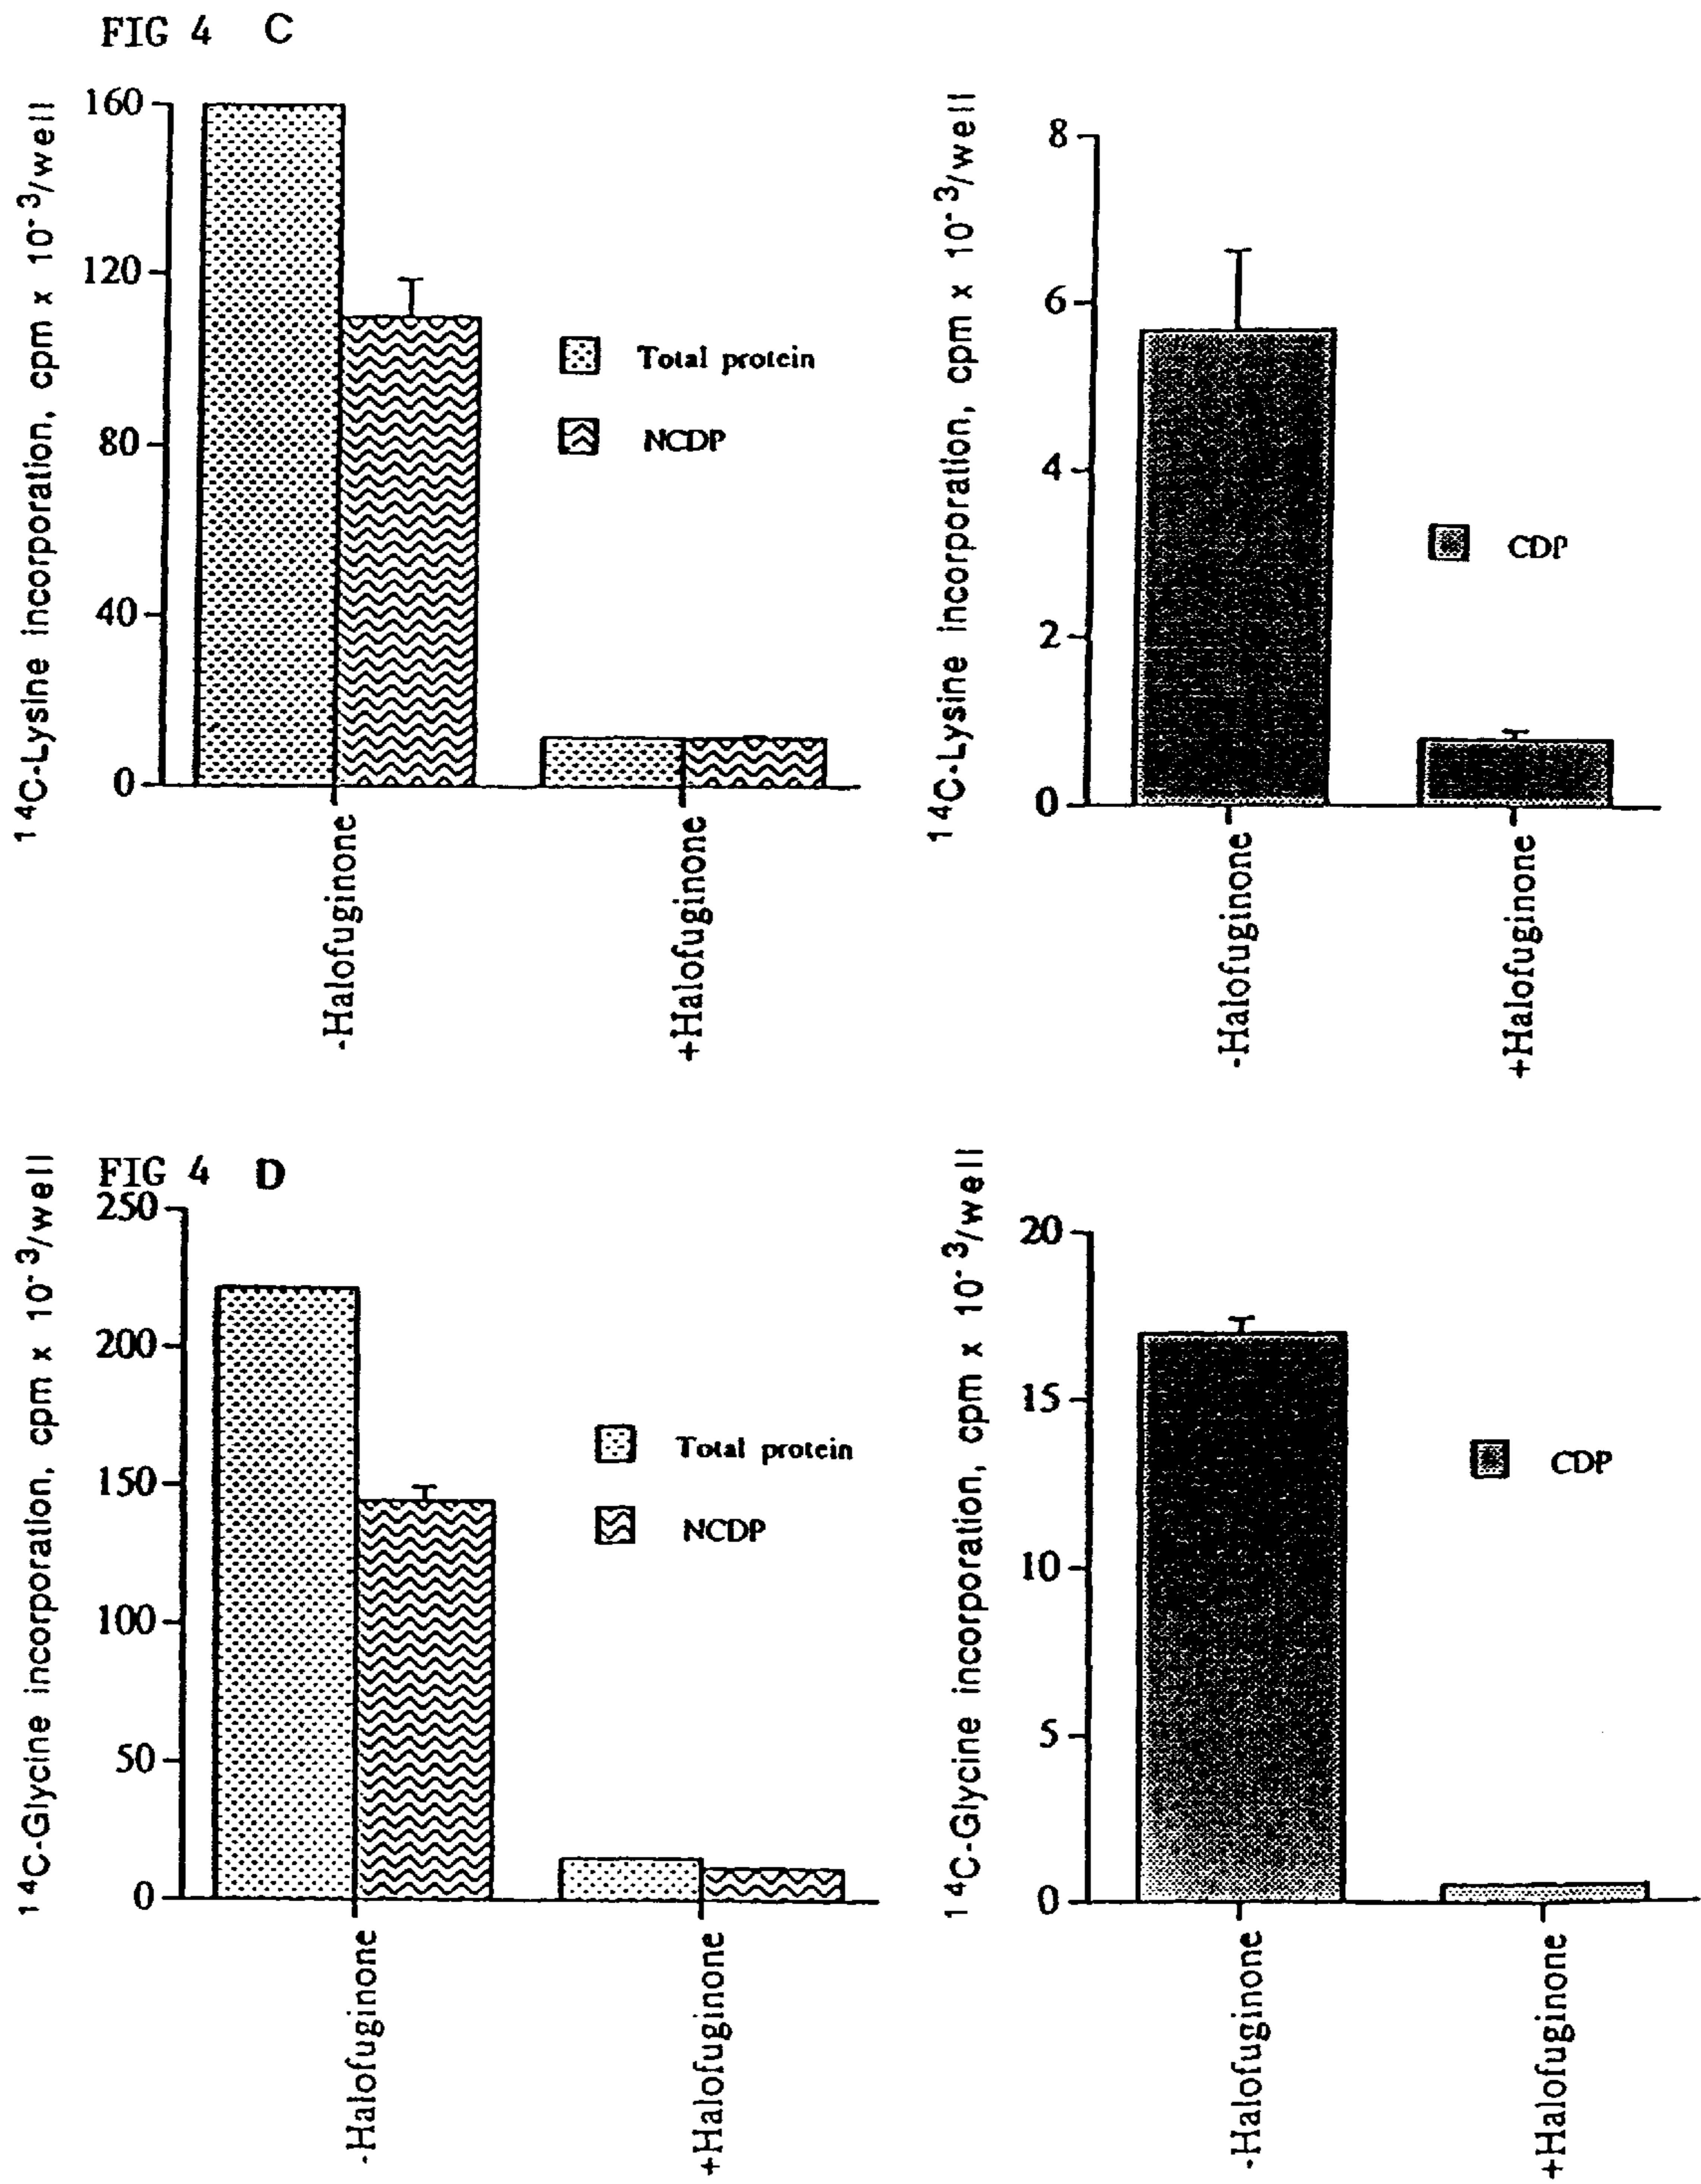 FIG 4 C
¹⁴C-Lysine incorporation, cpm x 10⁻³/well
160
120
80
40
0
Total protein
NCDP
-Halofuginone
+Halofuginone
¹⁴C-Lysine incorporation, cpm x 10⁻³/well
8
6
4
2
0
CDP
-Halofuginone
+Halofuginone
FIG 4 D
¹⁴C-Glycine incorporation, cpm x 10⁻³/well
250
200
150
100
50
0
Total protein
NCDP
-Halofuginone
+Halofuginone
¹⁴C-Glycine incorporation, cpm x 10⁻³/well
20
15
10
5
0
CDP
-Halofuginone
+Halofuginone